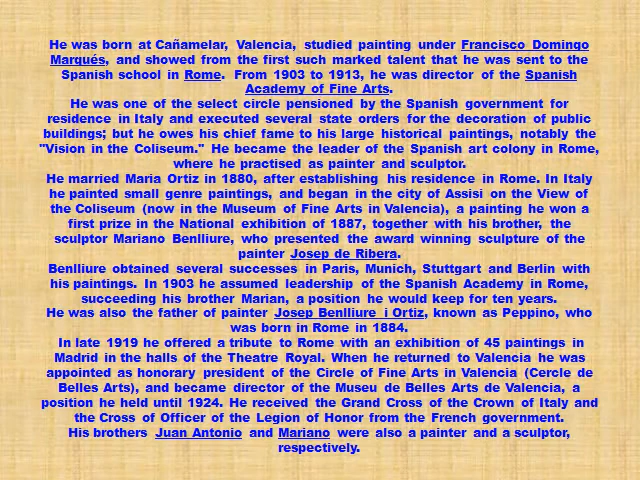 He was born at Cañamelar, Valencia, studied painting under Francisco Domingo
Marqués, and showed from the first such marked talent that he was sent to the
Spanish school in Rome. From 1903 to 1913, he was director of the Spanish
Academy of Fine Arts.
He was one of the select circle pensioned by the Spanish government for
residence in Italy and executed several state orders for the decoration of public
buildings; but he owes his chief fame to his large historical paintings, notably the
"Vision in the Coliseum." He became the leader of the Spanish art colony in Rome,
where he practised as painter and sculptor.
He married Maria Ortiz in 1880, after establishing his residence in Rome. In Italy
he painted small genre paintings, and began in the city of Assisi on the View of
the Coliseum (now in the Museum of Fine Arts in Valencia), a painting he won a
first prize in the National exhibition of 1887, together with his brother, the
sculptor Mariano Benlliure, who presented the award winning sculpture of the
painter Josep de Ribera.
Benlliure obtained several successes in Paris, Munich, Stuttgart and Berlin with
his paintings. In 1903 he assumed leadership of the Spanish Academy in Rome,
succeeding his brother Marian, a position he would keep for ten years.
He was also the father of painter Josep Benlliure i Ortiz, known as Peppino, who
was born in Rome in 1884.
In late 1919 he offered a tribute to Rome with an exhibition of 45 paintings in
Madrid in the halls of the Theatre Royal. When he returned to Valencia he was
appointed as honorary president of the Circle of Fine Arts in Valencia (Cercle de
Belles Arts), and became director of the Museu de Belles Arts de Valencia, a
position he held until 1924. He received the Grand Cross of the Crown of Italy and
the Cross of Officer of the Legion of Honor from the French government.
His brothers Juan Antonio and Mariano were also a painter and a sculptor,
respectively.